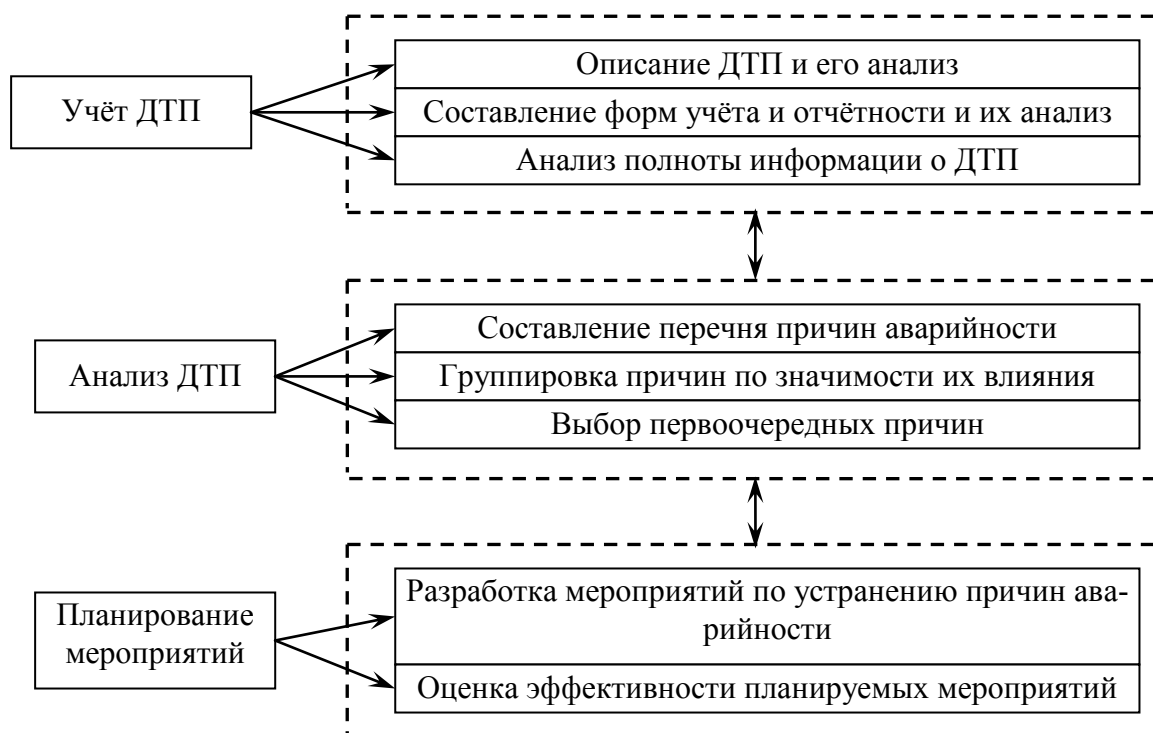 Описание ДТП и его анализ
Учёт ДТП
Составление форм учёта и отчётности и их анализ
Анализ полноты информации о ДТП
Составление перечня причин аварийности
Анализ ДТП
Группировка причин по значимости их влияния
Выбор первоочередных причин
Планирование
мероприятий
Разработка мероприятий по устранению причин ава-
рийности
Оценка эффективности планируемых мероприятий